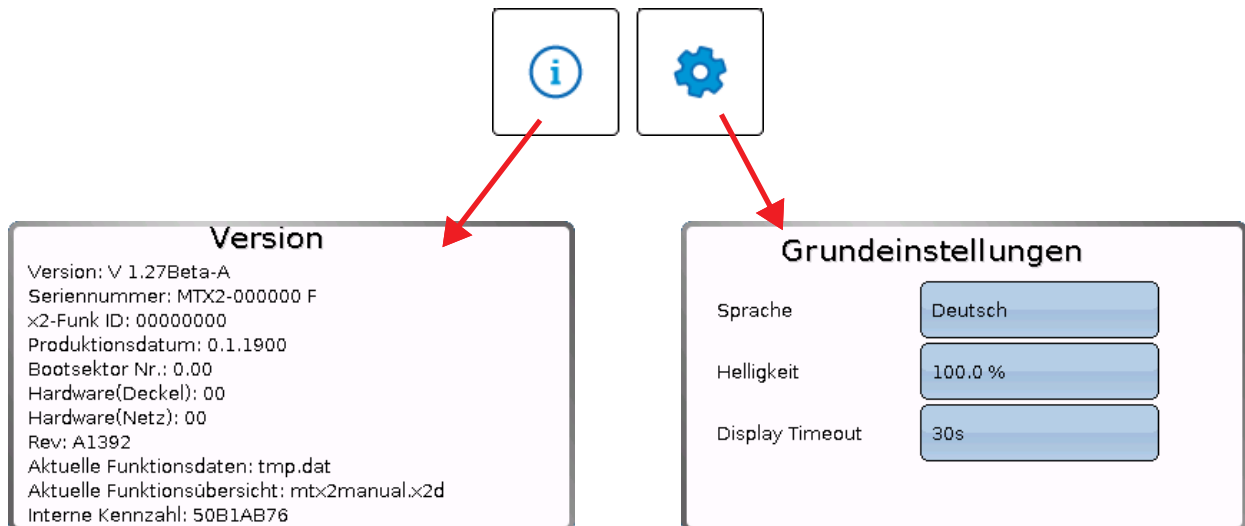 i
Version
Version: V 1.27Beta-A
Seriennummer: MTX2-000000 F
x2-Funk ID: 00000000
Produktionsdatum: 0.1.1900
Bootsektor Nr.: 0.00
Hardware(Deckel): 00
Hardware(Netz): 00
Rev: A1392
Aktuelle Funktionsdaten: tmp.dat
Aktuelle Funktionsübersicht: mtx2manual.x2d
Interne Kennzahl: 50B1AB76
Grundeinstellungen
Sprache Deutsch
Helligkeit 100.0 %
Display Timeout 30s